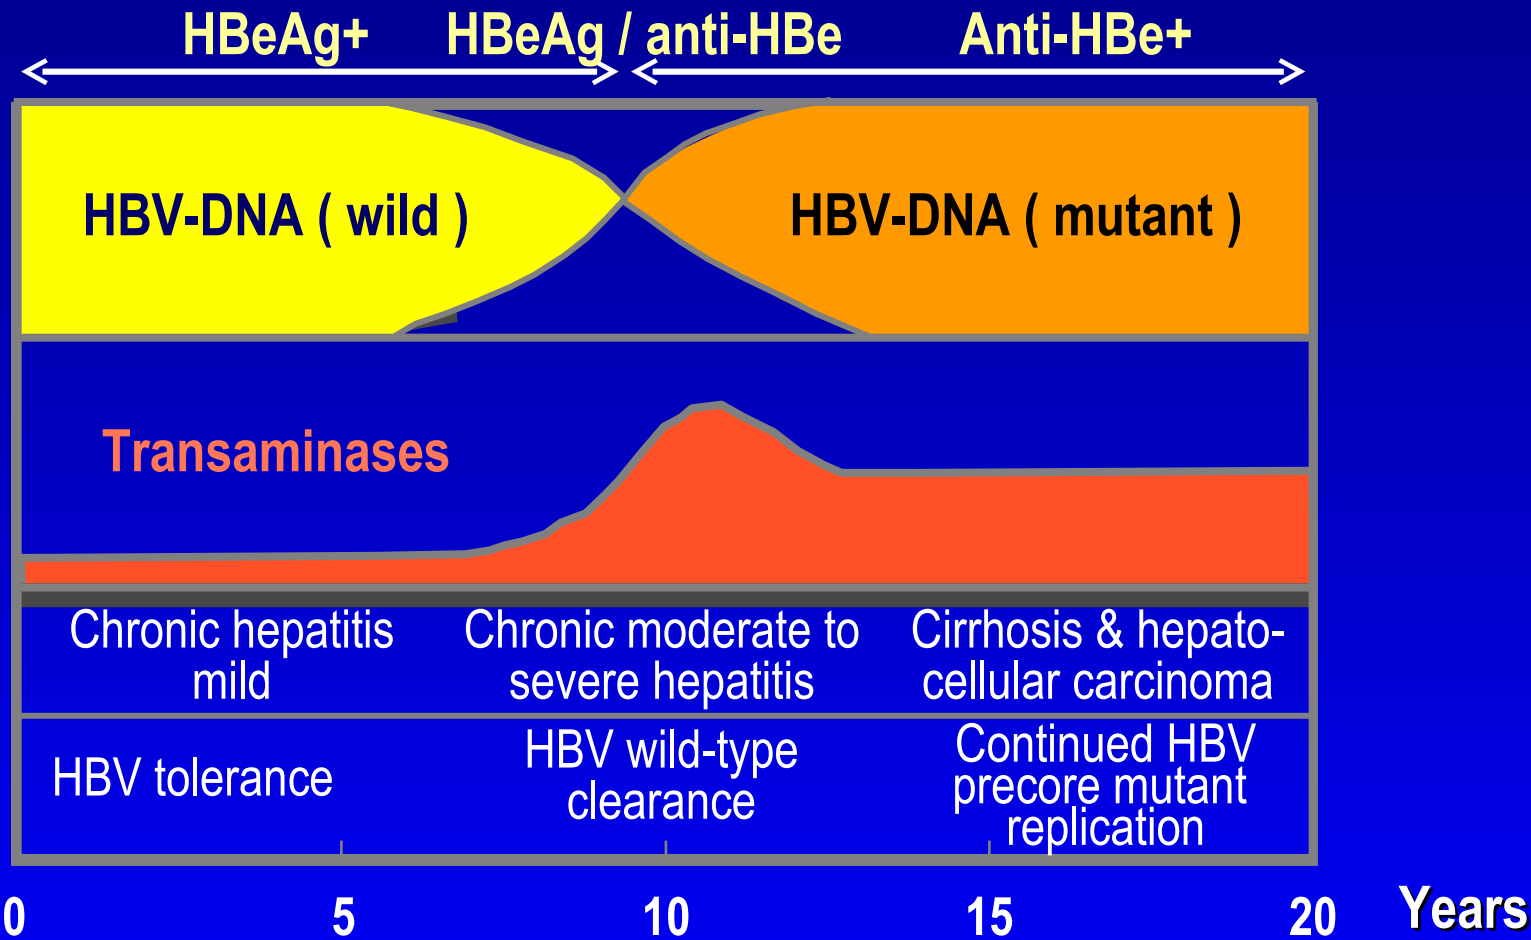 HBeAg+ HBeAg / anti-HBe Anti-HBe+
HBV-DNA ( wild ) HBV-DNA ( mutant )
Transaminases
Chronic hepatitis
mild
Chronic moderate to
severe hepatitis
Cirrhosis & hepato-
cellular carcinoma
HBV tolerance
HBV wild-type
clearance
Continued HBV
precore mutant
replication
0 5 10 15 20 Years